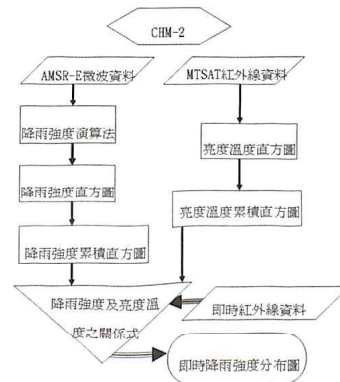 CHM-2
AMSR-E微波資料
MTSAT紅外線資料
降雨強度演算法
亮度溫度直方圖
降雨強度直方圖
亮度溫度累積直方圖
降雨強度累積直方圖
降雨強度及亮度溫
度之關係式
即時紅外線資料
即時降雨強度分布圖